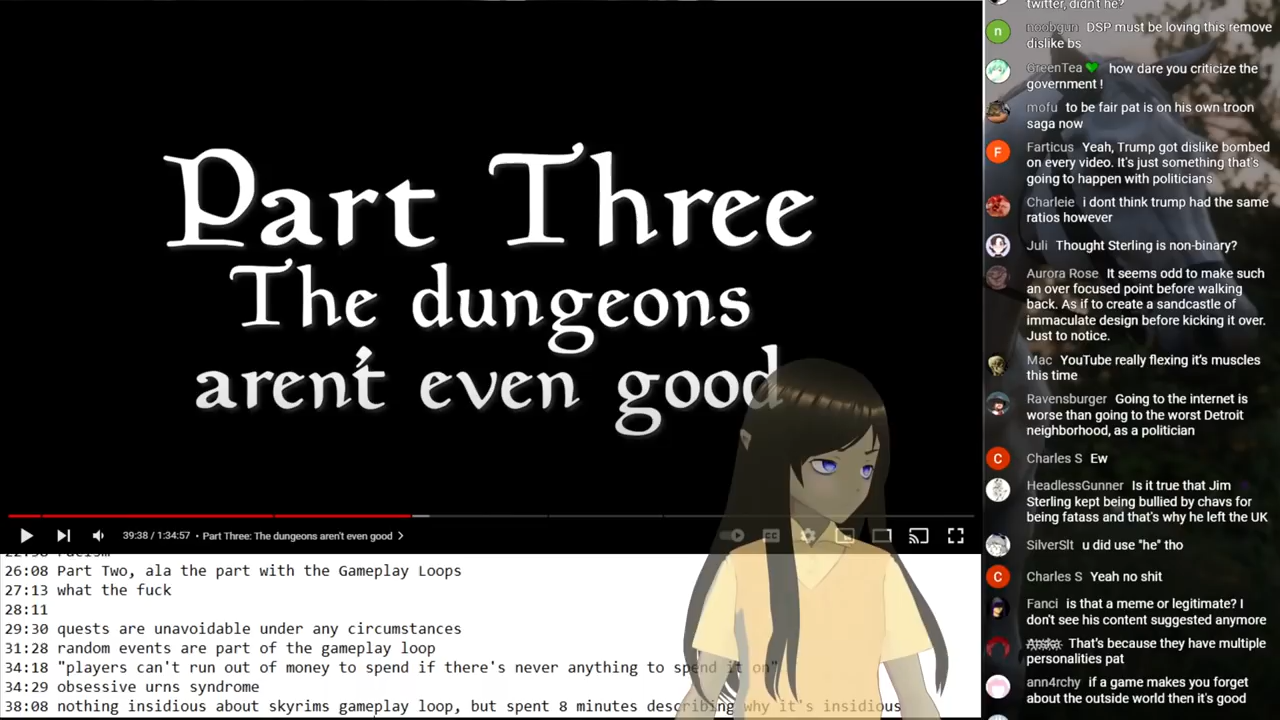 Part Three
The dungeons
aren't even good
39:38 / 1:34:57 • Part Three: The dungeons aren't even good
26:08 Part Two, ala the part with the Gameplay Loops
27:13 what the fuck
28:11
29:30 quests are unavoidable under any circumstances
31:28 random events are part of the gameplay loop
34:18 "players can't run out of money to spend if there's never anything to spend it on"
34:29 obsessive urns syndrome
38:08 nothing insidious about skyrims gameplay loop, but spent 8 minutes describing why it's insidious
twitter, didn't he?
n
noobgun DSP must be loving this remove
dislike bs
GreenTea how dare you criticize the
government !
mofu to be fair pat is on his own troon
saga now
F
Farticus Yeah, Trump got dislike bombed
on every video. It's just something that's
going to happen with politicians
Charleie i dont think trump had the same
ratios however
Juli Thought Sterling is non-binary?
Aurora Rose It seems odd to make such
an over focused point before walking
back. As if to create a sandcastle of
immaculate design before kicking it over.
Just to notice.
Mac YouTube really flexing it's muscles
this time
Ravensburger Going to the internet is
worse than going to the worst Detroit
neighborhood, as a politician
C
Charles S Ew
HeadlessGunner Is it true that Jim
Sterling kept being bullied by chavs for
being fatass and that's why he left the UK
SilverSlt u did use "he" tho
C
Charles S Yeah no shit
Fanci is that a meme or legitimate? I
don't see his content suggested anymore
That's because they have multiple
personalities pat
ann4rchy if a game makes you forget
about the outside world then it's good